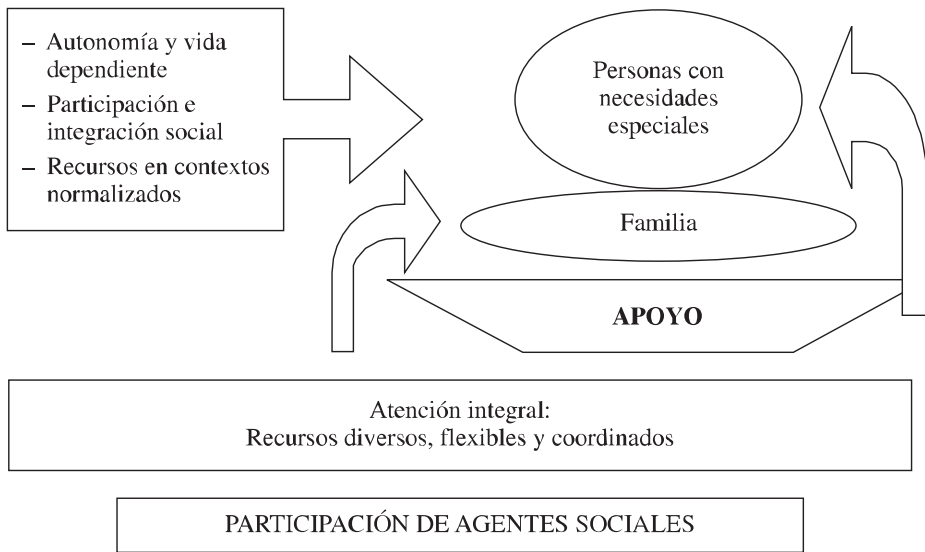 – Autonomía y vida
dependiente
– Participación e
integración social
– Recursos en contextos
normalizados
Personas con
necesidades
especiales
Familia
APOYO
Atención integral:
Recursos diversos, flexibles y coordinados
PARTICIPACIÓN DE AGENTES SOCIALES